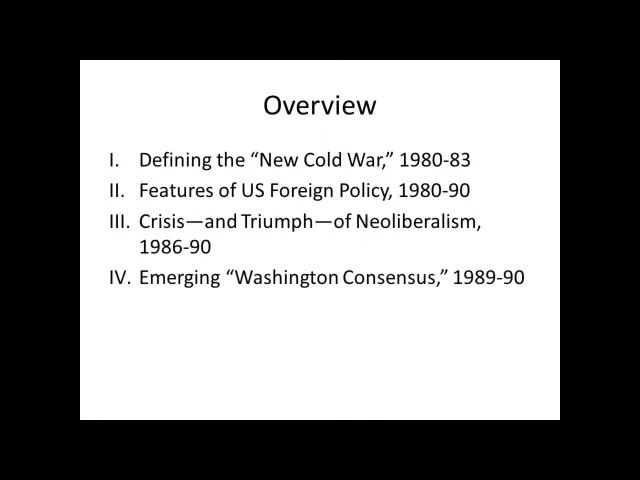 Overview
I. Defining the “New Cold War,” 1980-83
II. Features of US Foreign Policy, 1980-90
III. Crisis—and Triumph—of Neoliberalism,
1986-90
IV. Emerging “Washington Consensus,” 1989-90